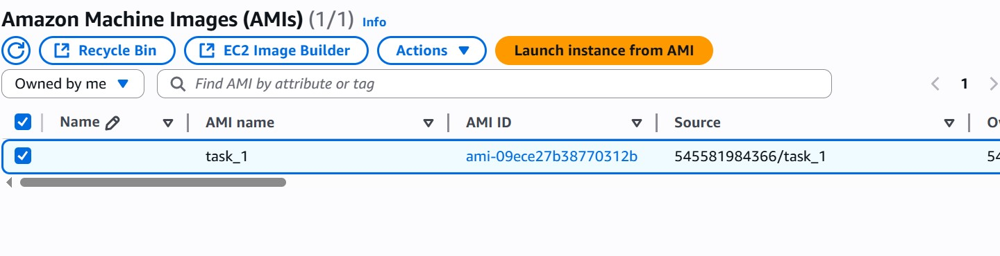 Amazon Machine Images (AMIs) (1/1) Info
Recycle Bin EC2 Image Builder Actions Launch instance from AMI
Owned by me Find AMI by attribute or tag 1
Name AMI name AMI ID Source
task_1 ami-09ece27b38770312b 545581984366/task_1 54